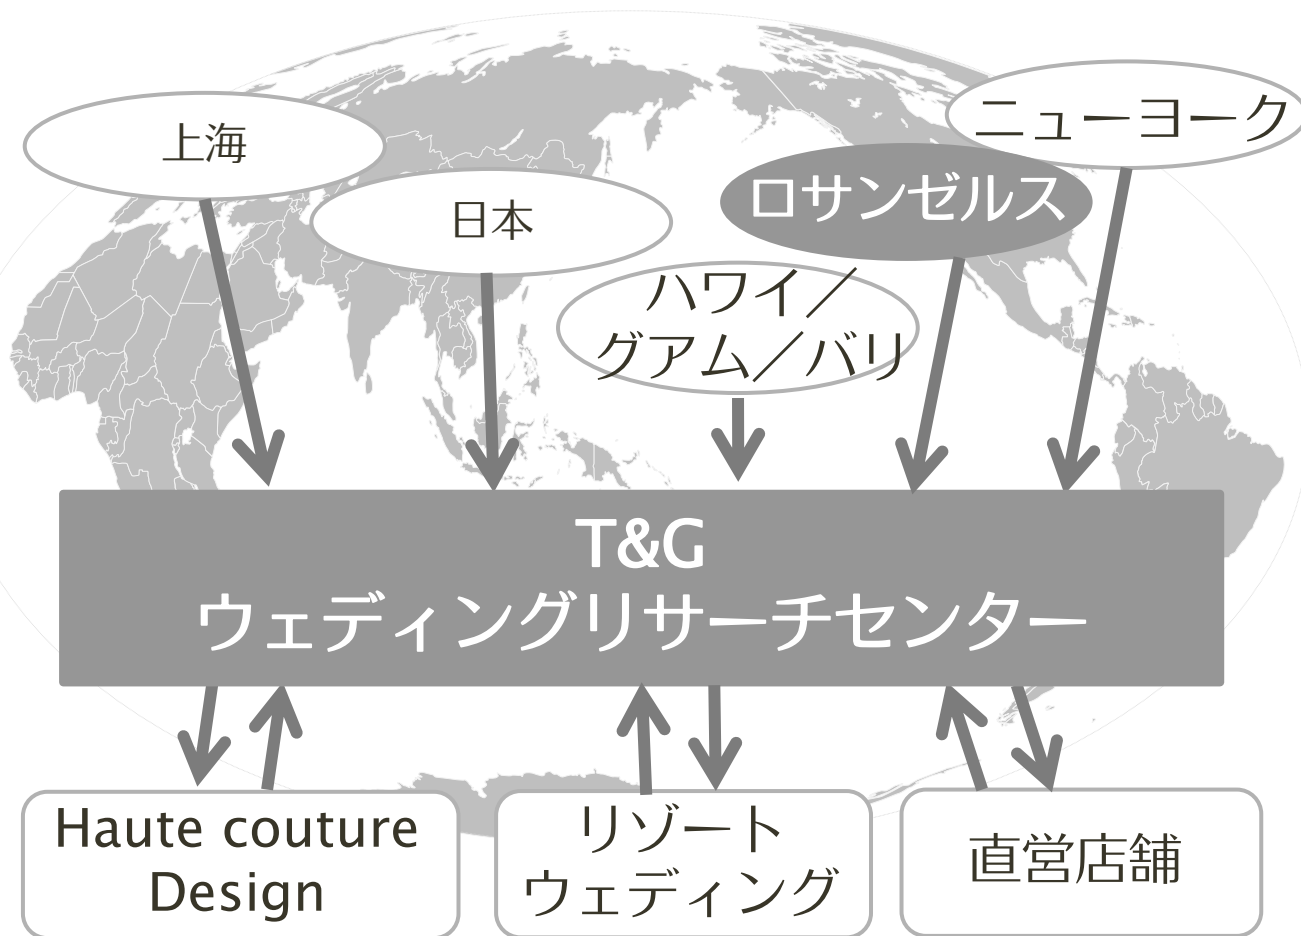 上海
日本
ニューヨーク
ロサンゼルス
ハワイ／
グアム／バリ
T&G
ウェディングリサーチセンター
Haute couture
Design
リゾート
ウェディング
直営店舗